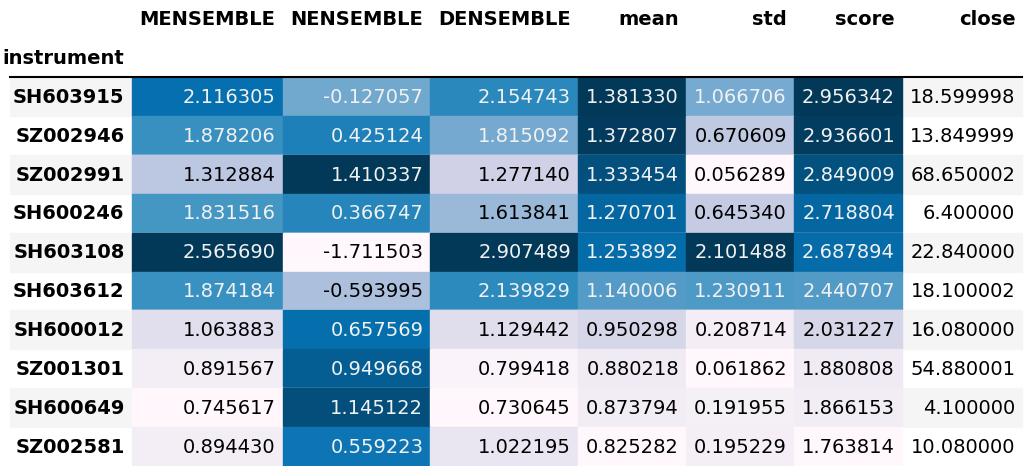 MENSEMBLE NENSEMBLE DENSEMBLE mean std score close
instrument
SH603915 2.116305 -0.127057 2.154743 1.381330 1.066706 2.956342 18.599998
SZ002946 1.878206 0.425124 1.815092 1.372807 0.670609 2.936601 13.849999
SZ002991 1.312884 1.410337 1.277140 1.333454 0.056289 2.849009 68.650002
SH600246 1.831516 0.366747 1.613841 1.270701 0.645340 2.718804 6.400000
SH603108 2.565690 -1.711503 2.907489 1.253892 2.101488 2.687894 22.840000
SH603612 1.874184 -0.593995 2.139829 1.140006 1.230911 2.440707 18.100002
SH600012 1.063883 0.657569 1.129442 0.950298 0.208714 2.031227 16.080000
SZ001301 0.891567 0.949668 0.799418 0.880218 0.061862 1.880808 54.880001
SH600649 0.745617 1.145122 0.730645 0.873794 0.191955 1.866153 4.100000
SZ002581 0.894430 0.559223 1.022195 0.825282 0.195229 1.763814 10.080000